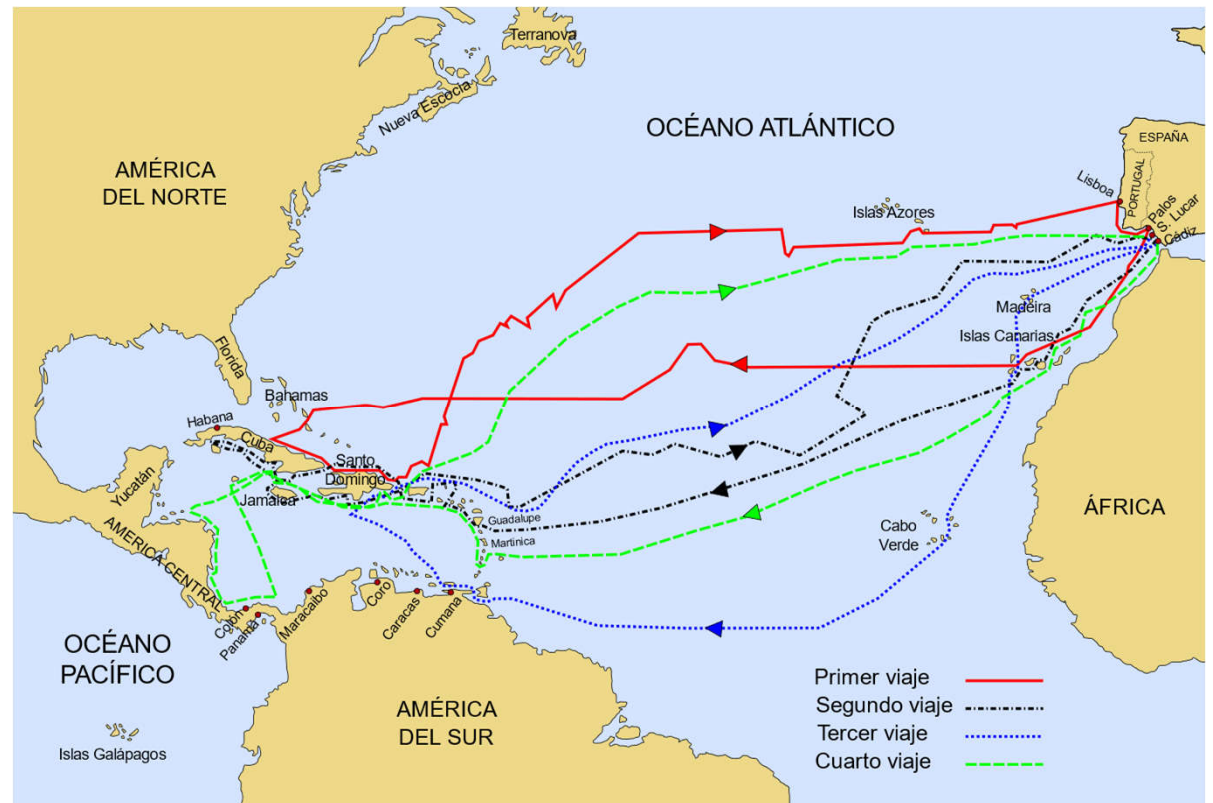 Terranova
Nueva Escocia
OCÉANO ATLÁNTICO
ESPAÑA
PORTUGAL
Lisboa
Palos
S. Lucar
Cádiz
AMÉRICA
DEL NORTE
Islas Azores
Madeira
Islas Canarias
Florida
Bahamas
Habana
Cuba
Santo
Domingo
Yucatán
Jamaica
Guadalupe
Martinica
Cabo
Verde
ÁFRICA
AMERICA CENTRAL
Colón
Panamá
Maracaibo
Coro
Caracas
Cumana
OCÉANO
PACÍFICO
AMÉRICA
DEL SUR
Islas Galápagos
Primer viaje
Segundo viaje
Tercer viaje
Cuarto viaje